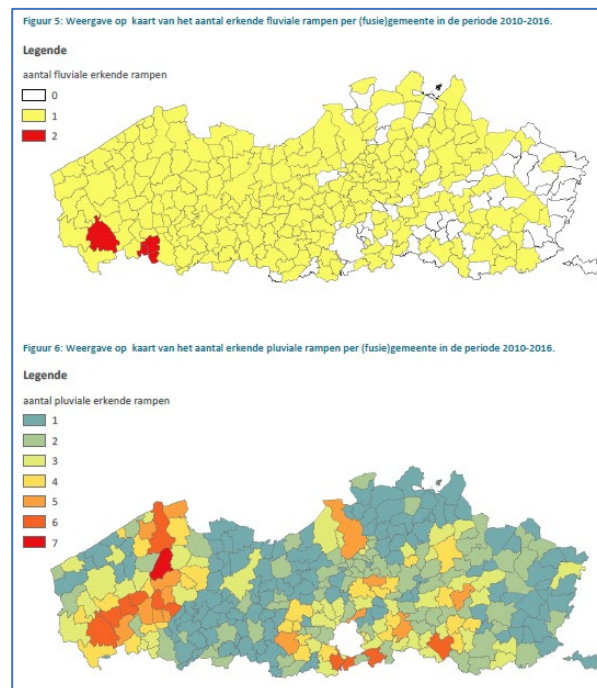 Figuur 5: Weergave op kaart van het aantal erkende fluviale rampen per (fusie)gemeente in de periode 2010-2016.
Legende
aantal fluviale erkende rampen
0
1
2
Figuur 6: Weergave op kaart van het aantal erkende pluviale rampen per (fusie)gemeente in de periode 2010-2016.
Legende
aantal pluviale erkende rampen
1
2
3
4
5
6
7